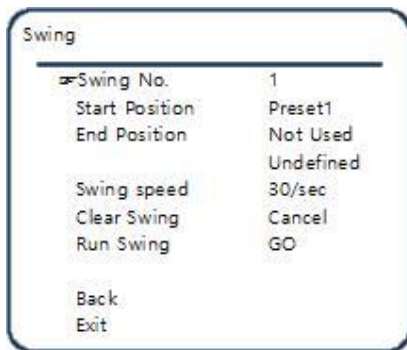 Swing
☞Swing No. 1
Start Position Preset1
End Position Not Used
Undefined
Swing speed 30/sec
Clear Swing Cancel
Run Swing GO
Back
Exit